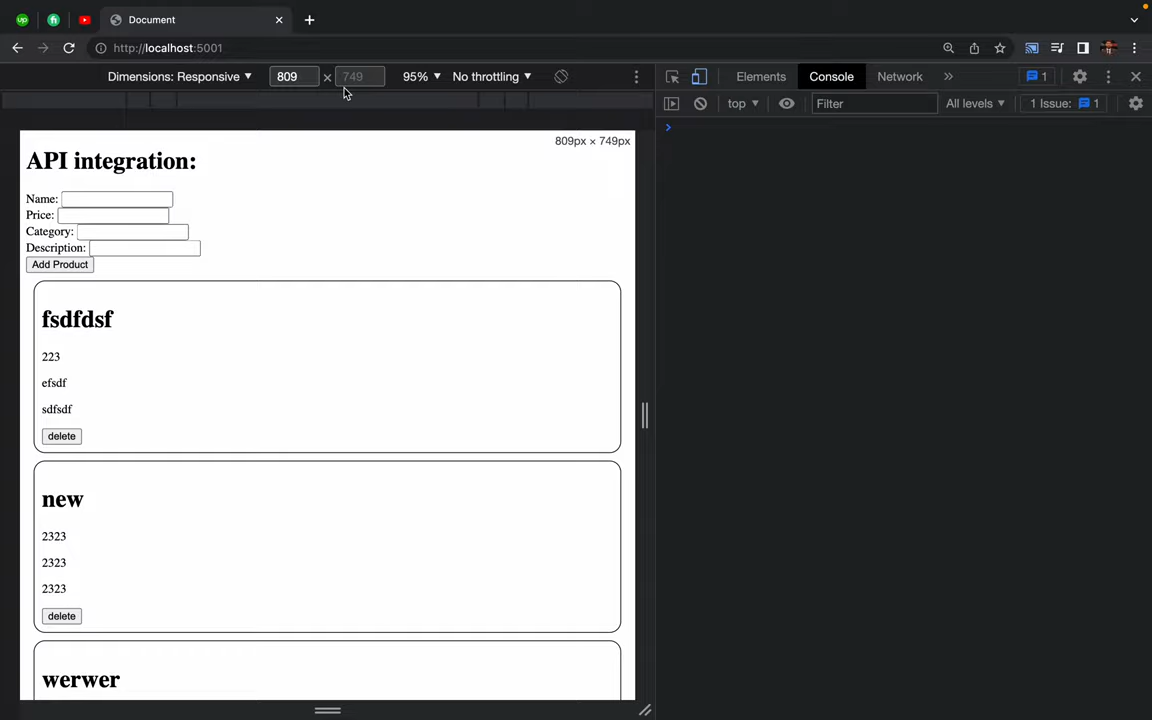 up fi Document
http://localhost:5001
Dimensions: Responsive 809 × 749 95% No throttling
Elements Console Network » 1
top Filter All levels 1 Issue: 1
809px × 749px
API integration:
Name:
Price:
Category:
Description:
Add Product
fsdfdsf
223
efsdf
sdfsdf
delete
new
2323
2323
2323
delete
werwer